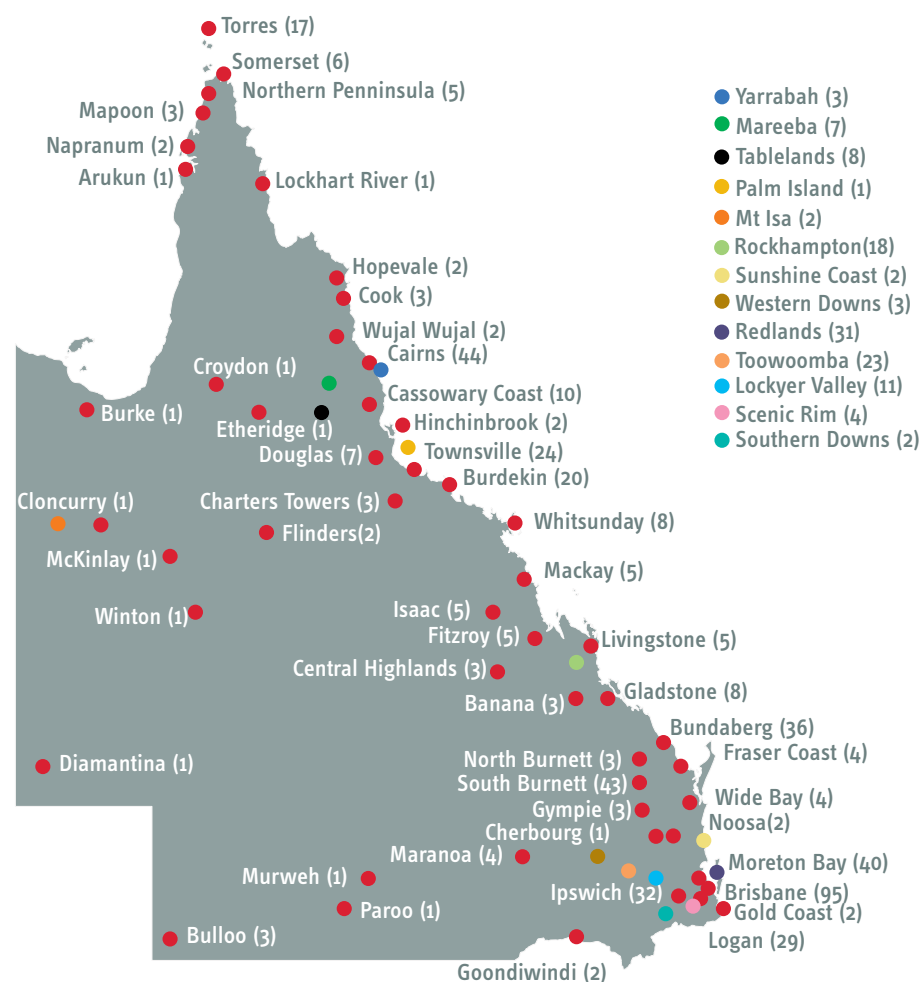 Torres (17)
Somerset (6)
Northern Penninsula (5)
Mapoon (3)
Napranum (2)
Arukun (1)
Lockhart River (1)
Hopevale (2)
Cook (3)
Wujal Wujal (2)
Cairns (44)
Croydon (1)
Cassowary Coast (10)
Burke (1)
Hinchinbrook (2)
Etheridge (1)
Townsville (24)
Douglas (7)
Burdekin (20)
Cloncurry (1)
Charters Towers (3)
Whitsunday (8)
Flinders(2)
McKinlay (1)
Mackay (5)
Winton (1)
Isaac (5)
Fitzroy (5)
Livingstone (5)
Central Highlands (3)
Gladstone (8)
Banana (3)
Bundaberg (36)
Fraser Coast (4)
North Burnett (3)
Diamantina (1)
South Burnett (43)
Wide Bay (4)
Gympie (3)
Noosa(2)
Cherbourg (1)
Maranoa (4)
Moreton Bay (40)
Murweh (1)
Ipswich (32)
Brisbane (95)
Paroo (1)
Gold Coast (2)
Bulloo (3)
Logan (29)
Goondiwindi (2)
Yarrabah (3)
Mareeba (7)
Tablelands (8)
Palm Island (1)
Mt Isa (2)
Rockhampton(18)
Sunshine Coast (2)
Western Downs (3)
Redlands (31)
Toowoomba (23)
Lockyer Valley (11)
Scenic Rim (4)
Southern Downs (2)